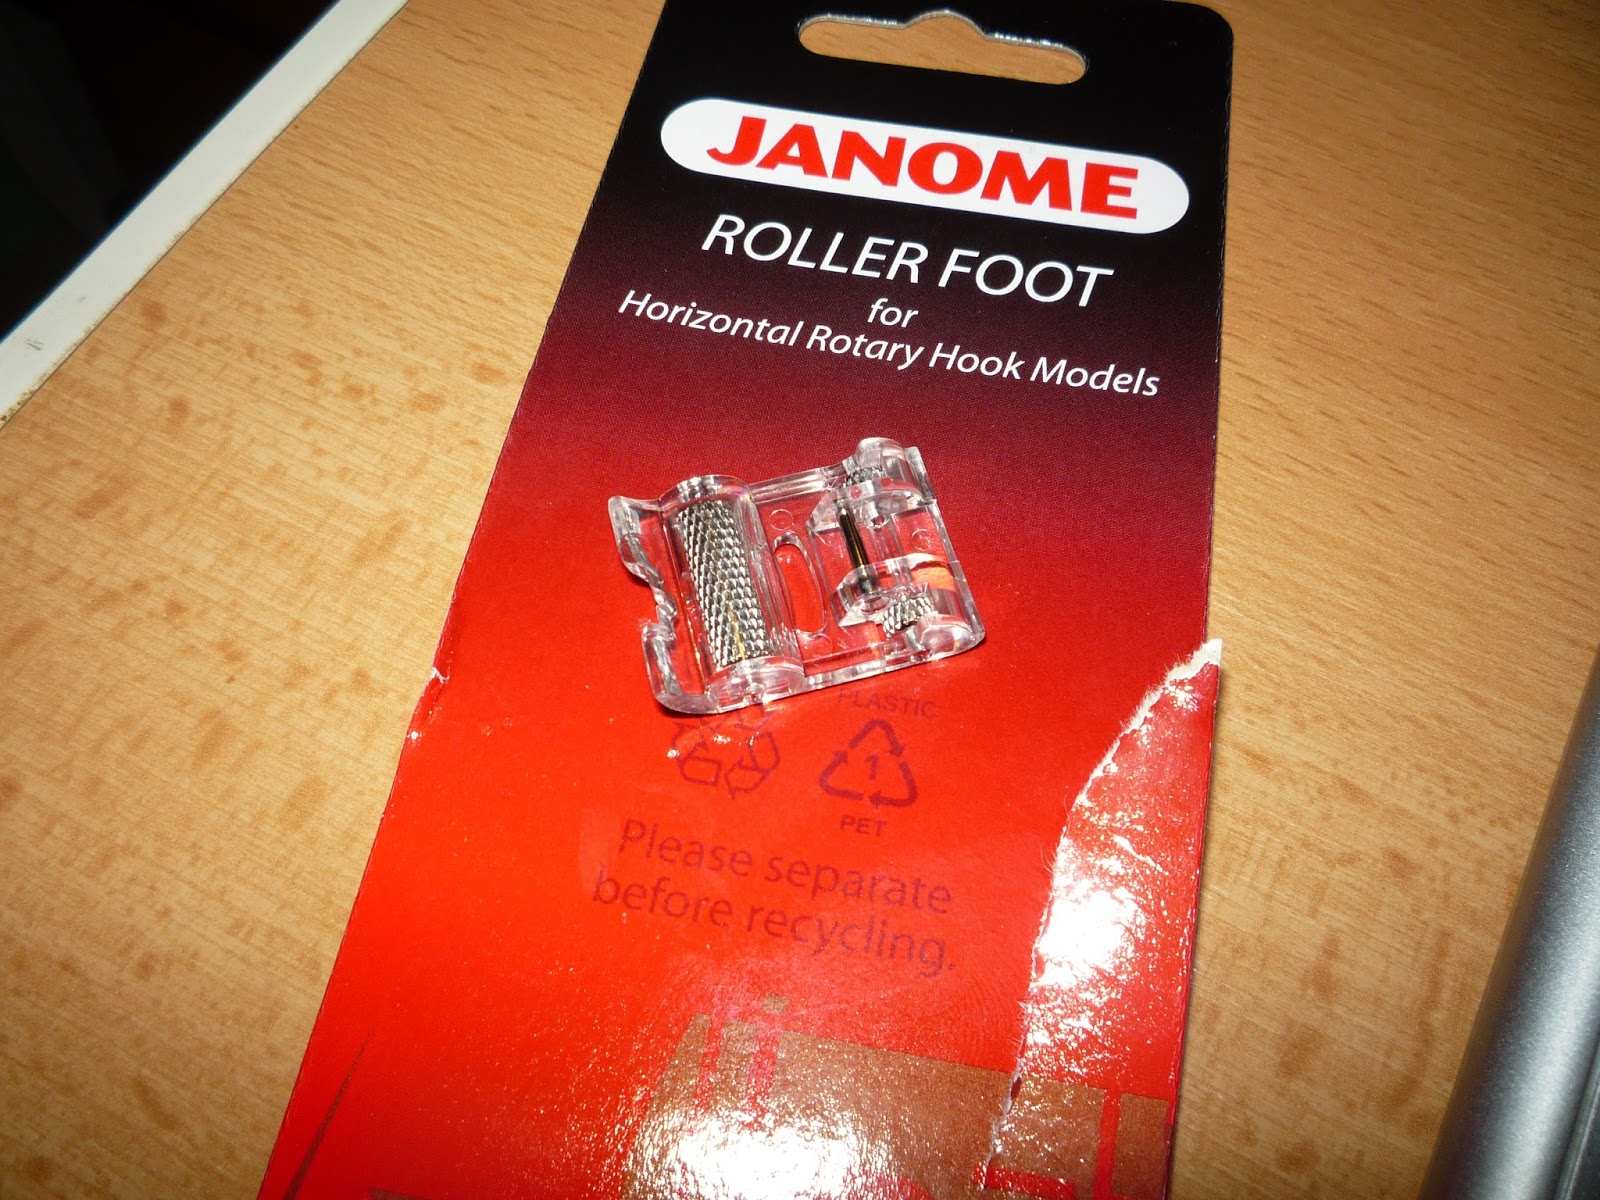 JANOME
ROLLER FOOT
for
Horizontal Rotary Hook Models
PLASTIC
1
PET
Please separate
before recycling.